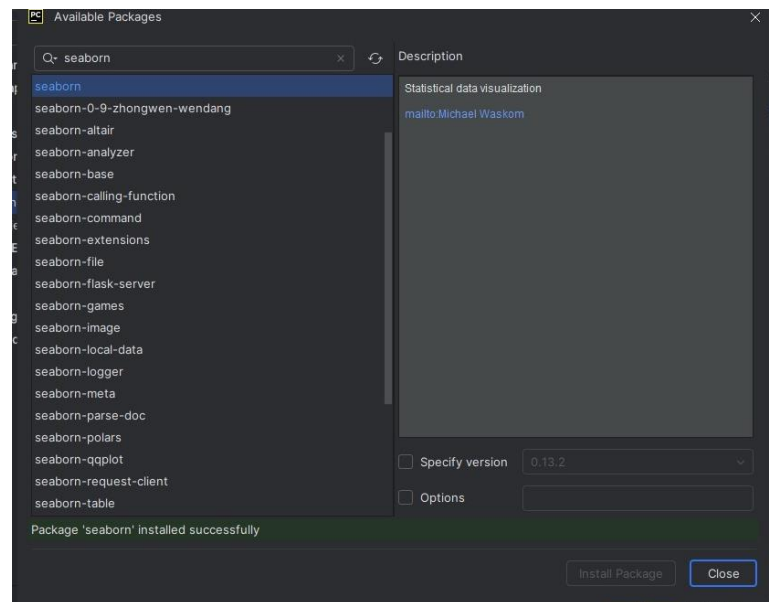 PC Available Packages
seaborn
Description
seaborn
seaborn-0-9-zhongwen-wendang
seaborn-altair
seaborn-analyzer
seaborn-base
seaborn-calling-function
seaborn-command
seaborn-extensions
seaborn-file
seaborn-flask-server
seaborn-games
seaborn-image
seaborn-local-data
seaborn-logger
seaborn-meta
seaborn-parse-doc
seaborn-polars
seaborn-qqplot
seaborn-request-client
seaborn-table
Statistical data visualization
mailto:Michael Waskom
Specify version 0.13.2
Options
Package 'seaborn' installed successfully
Install Package Close